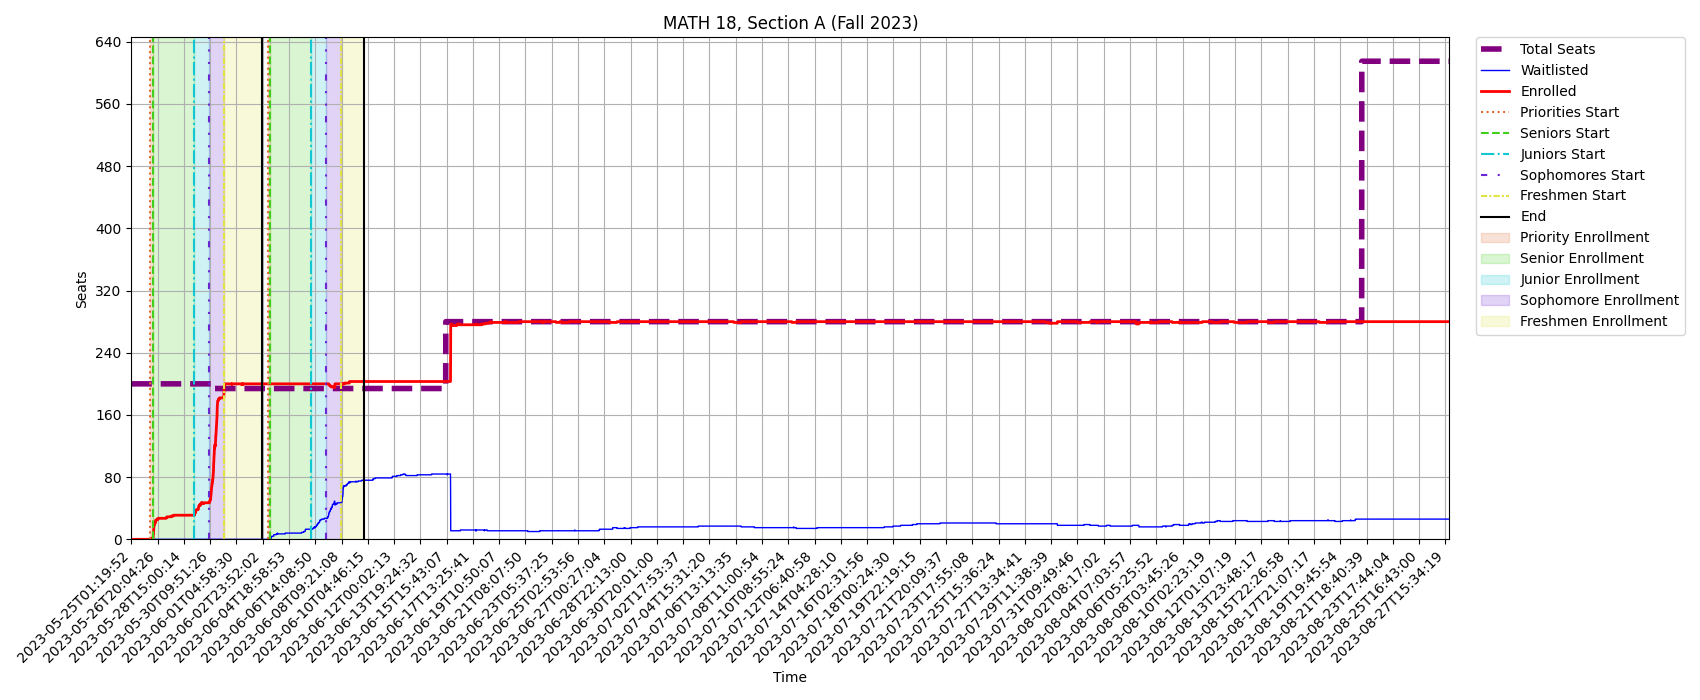 MATH 18, Section A (Fall 2023)
Seats
640
560
480
400
320
240
160
80
0
2023-05-25T01:19:52
2023-05-26T20:04:26
2023-05-28T15:00:14
2023-05-30T09:51:26
2023-06-01T04:58:30
2023-06-02T23:52:02
2023-06-04T18:58:53
2023-06-06T14:08:50
2023-06-08T09:21:08
2023-06-10T04:46:15
2023-06-12T00:02:13
2023-06-13T19:24:32
2023-06-15T15:43:07
2023-06-17T13:25:41
2023-06-19T10:50:07
2023-06-21T08:07:50
2023-06-23T05:37:25
2023-06-25T02:53:56
2023-06-27T00:27:04
2023-06-28T22:13:00
2023-06-30T20:01:00
2023-07-02T17:53:37
2023-07-04T15:31:20
2023-07-06T13:13:35
2023-07-08T11:00:54
2023-07-10T08:55:24
2023-07-12T06:40:58
2023-07-14T04:28:10
2023-07-16T02:31:56
2023-07-18T00:24:30
2023-07-19T22:19:15
2023-07-21T20:09:37
2023-07-23T17:55:08
2023-07-25T15:36:24
2023-07-27T13:34:41
2023-07-29T11:38:39
2023-07-31T09:49:46
2023-08-02T08:17:02
2023-08-04T07:03:57
2023-08-06T05:25:52
2023-08-08T03:45:26
2023-08-10T02:23:19
2023-08-12T01:07:19
2023-08-13T23:48:17
2023-08-15T22:26:58
2023-08-17T21:07:17
2023-08-19T19:45:54
2023-08-21T18:40:39
2023-08-23T17:44:04
2023-08-25T16:43:00
2023-08-27T15:34:19
Time
Total Seats
Waitlisted
Enrolled
Priorities Start
Seniors Start
Juniors Start
Sophomores Start
Freshmen Start
End
Priority Enrollment
Senior Enrollment
Junior Enrollment
Sophomore Enrollment
Freshmen Enrollment